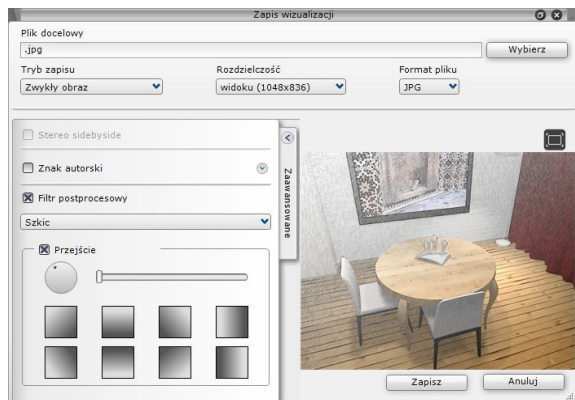 Zapis wizualizacji
Plik docelowy
.jpg
Wybierz
Tryb zapisu
Rozdzielczość
Format pliku
Zwykły obraz
widoku (1048x836)
JPG
Stereo sidebyside
Znak autorski
Filtr postprocesowy
Szkic
Przejście
Zaawansowane
Zapisz
Anuluj